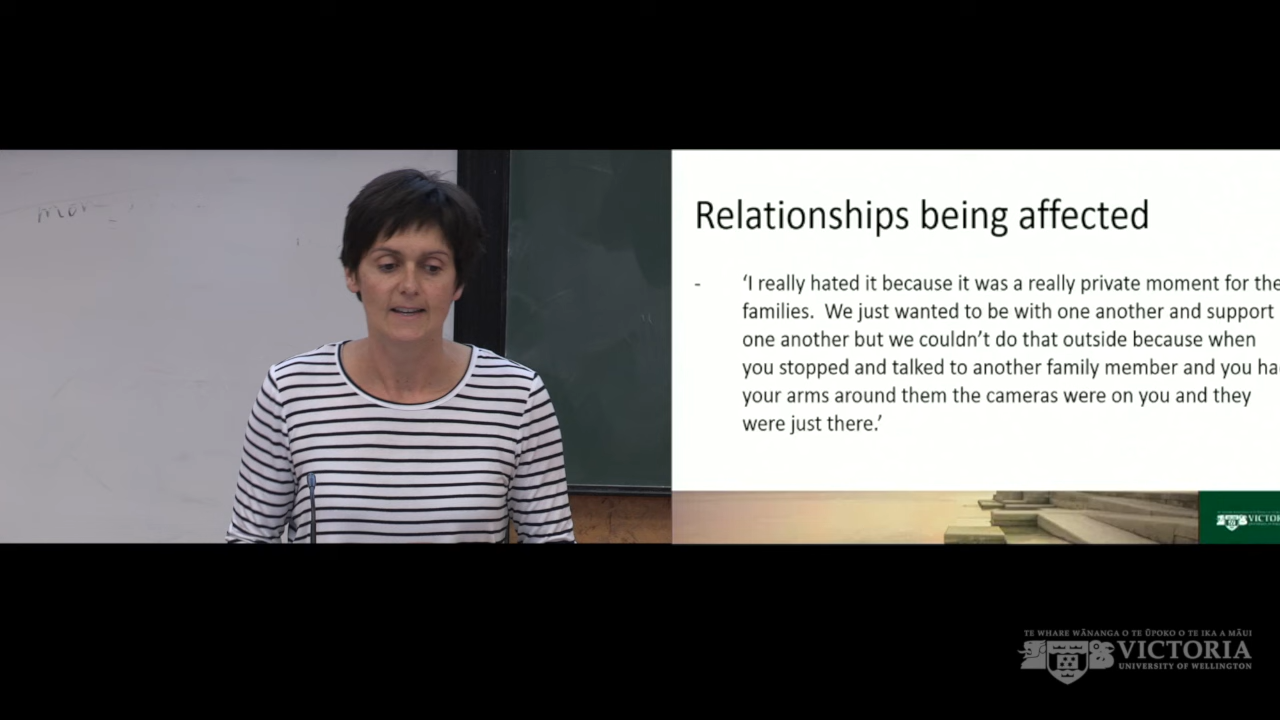 Relationships being affected
- 'I really hated it because it was a really private moment for the
families. We just wanted to be with one another and support
one another but we couldn't do that outside because when
you stopped and talked to another family member and you ha
your arms around them the cameras were on you and they
were just there.'
VICTOR
TE WHARE WĀNANGA O TE ŪPOKO O TE IKA A MĀUI
VICTORIA
UNIVERSITY OF WELLINGTON